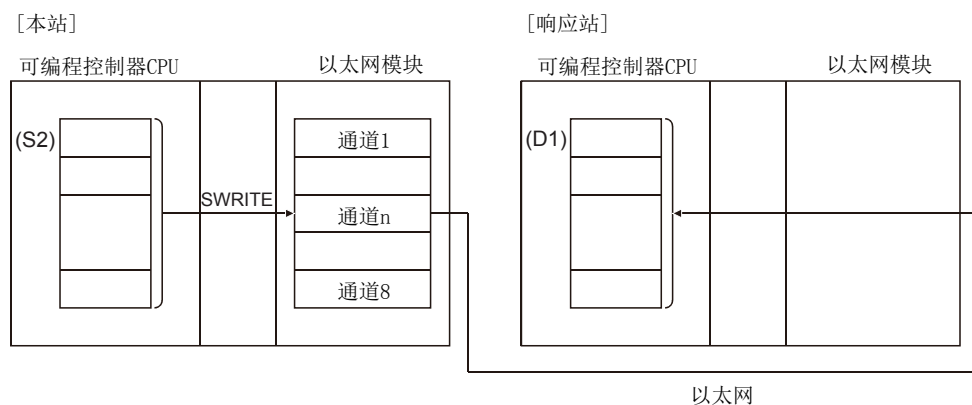 [本站]
可编程控制器CPU
以太网模块
(S2)
SWRITE
通道1
通道n
通道8
[响应站]
可编程控制器CPU
以太网模块
(D1)
以太网